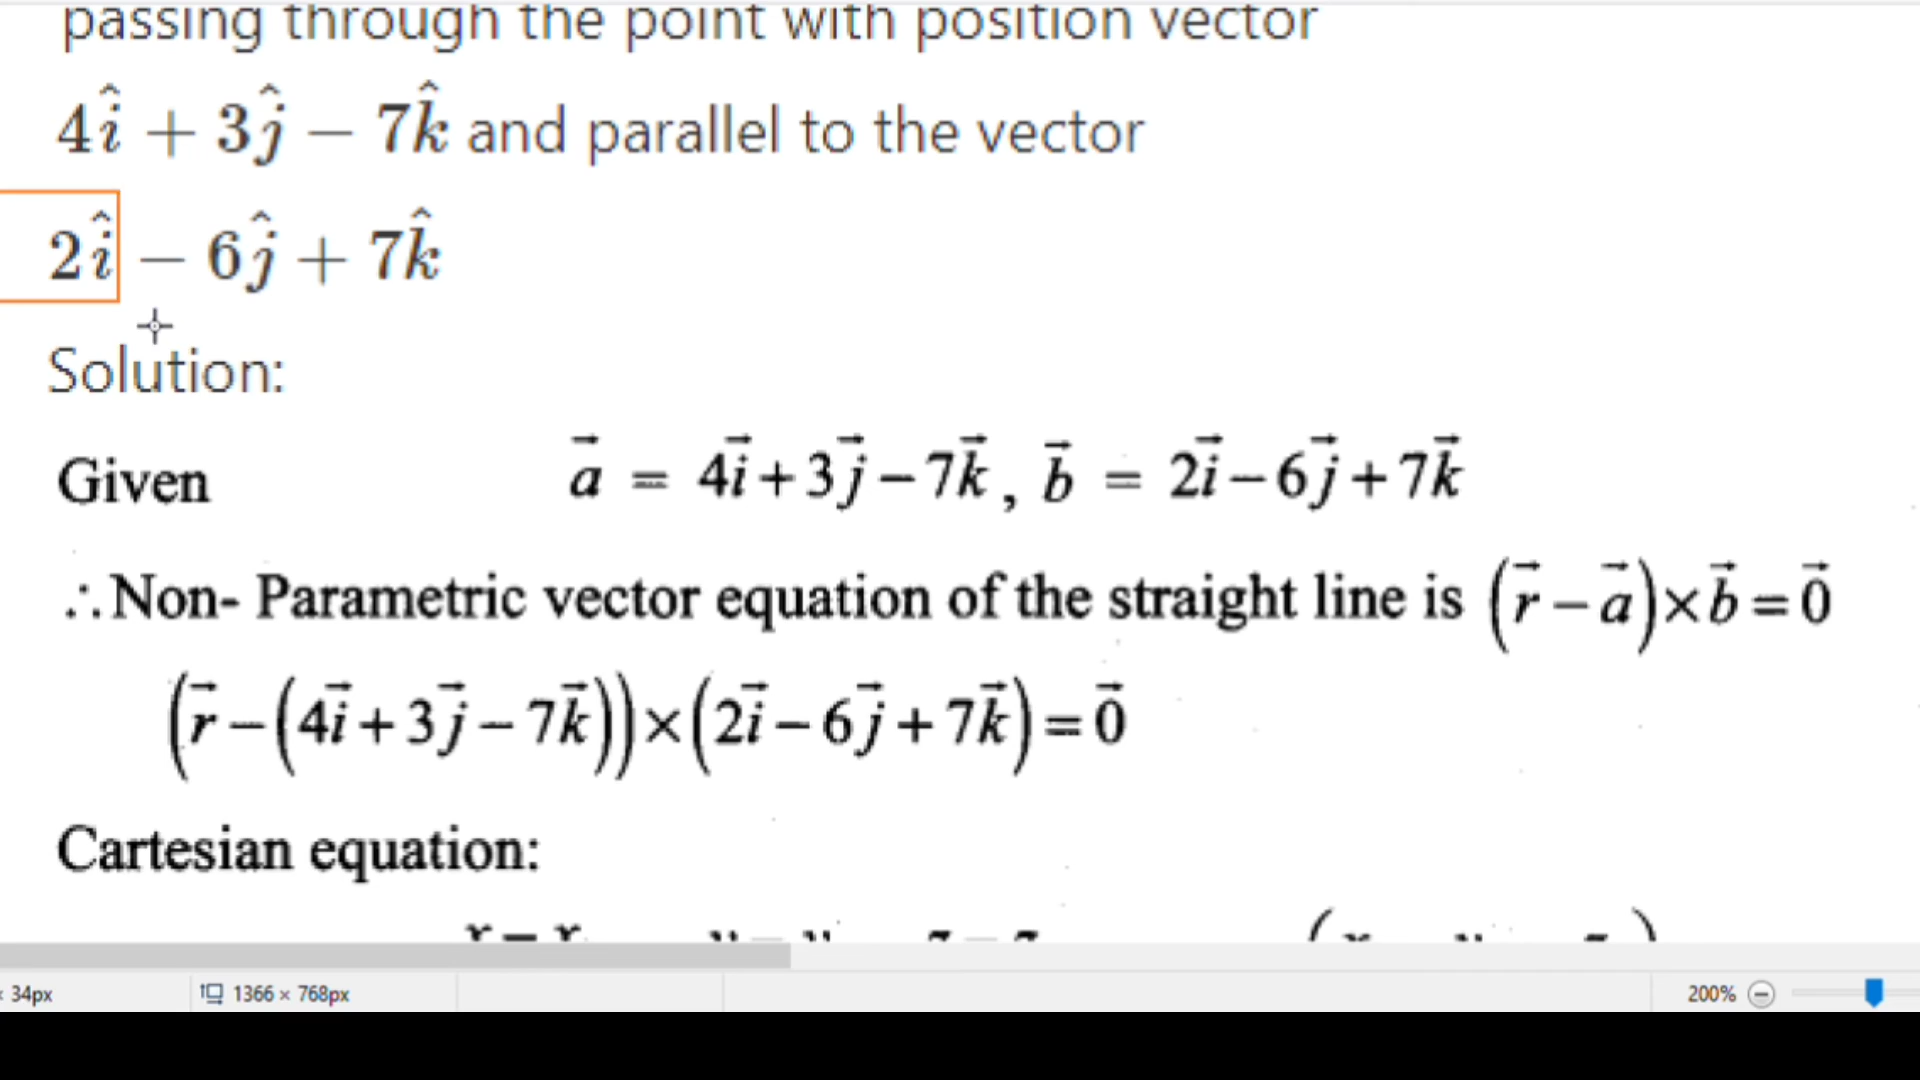 passing through the point with position vector
4î + 3ĵ − 7k̂ and parallel to the vector
2î − 6ĵ + 7k̂
Solution:
Given a⃗ = 4i⃗ + 3j⃗ − 7k⃗, b⃗ = 2i⃗ − 6j⃗ + 7k⃗
∴ Non- Parametric vector equation of the straight line is (r⃗ − a⃗) × b⃗ = 0⃗
(r⃗ − (4i⃗ + 3j⃗ − 7k⃗)) × (2i⃗ − 6j⃗ + 7k⃗) = 0⃗
Cartesian equation:
× 34px 1366 × 768px 200%